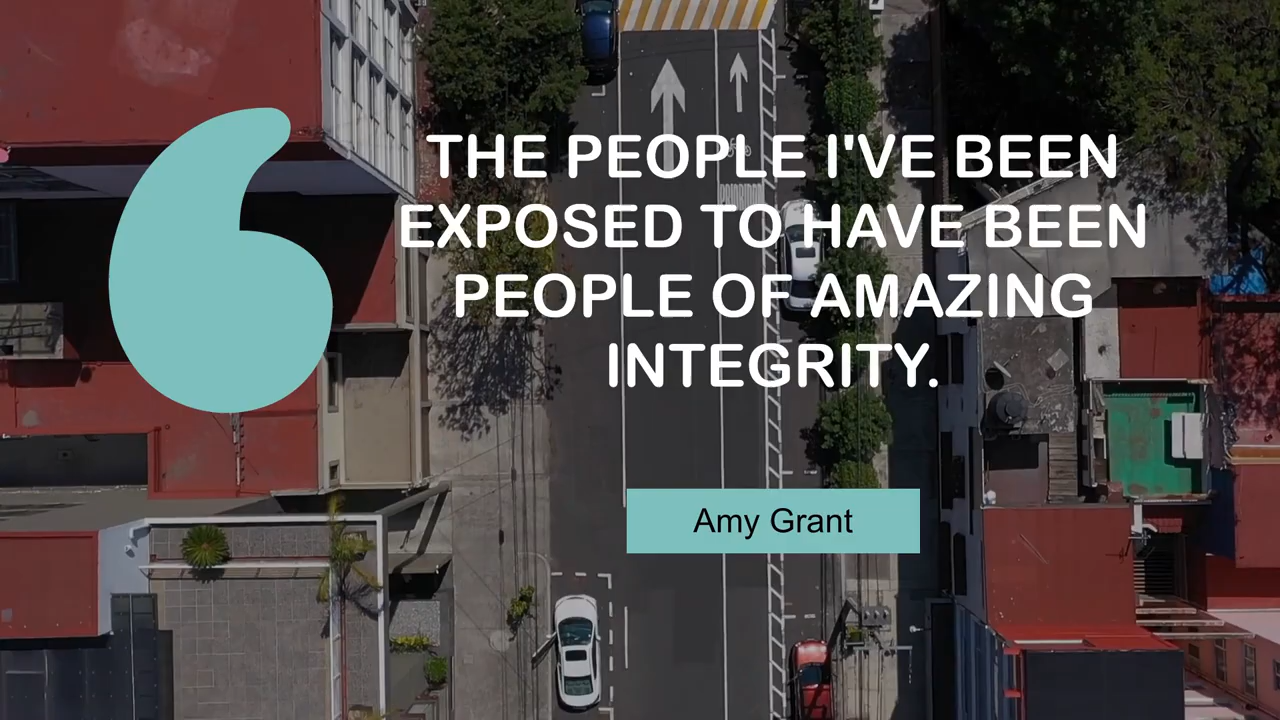 THE PEOPLE I'VE BEEN
EXPOSED TO HAVE BEEN
PEOPLE OF AMAZING
INTEGRITY.
Amy Grant